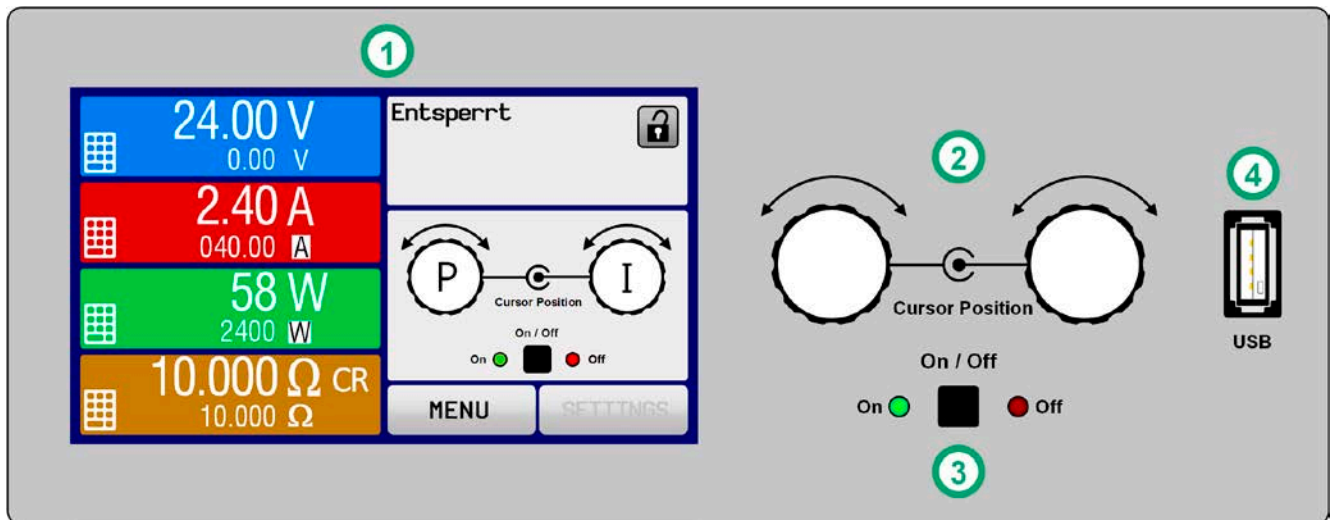 1
24.00 V
0.00 V
2.40 A
040.00 A
58 W
2400 W
10.000 Ω CR
10.000 Ω
Entsperrt
P
I
Cursor Position
On / Off
On
Off
MENU
SETTINGS
2
Cursor Position
On / Off
On
Off
3
4
USB